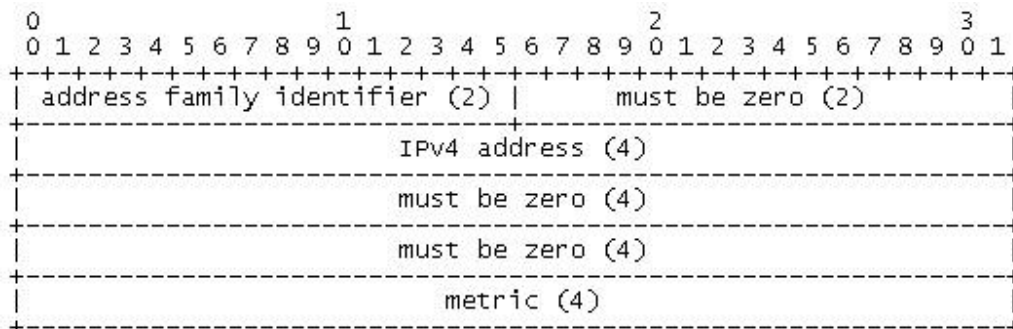 0                   1                   2                   3
0 1 2 3 4 5 6 7 8 9 0 1 2 3 4 5 6 7 8 9 0 1 2 3 4 5 6 7 8 9 0 1
+-+-+-+-+-+-+-+-+-+-+-+-+-+-+-+-+-+-+-+-+-+-+-+-+-+-+-+-+-+-+-+-
| address family identifier (2) |      must be zero (2)         |
+-------------------------------+--------------------------------
|                        IPv4 address (4)                       |
+----------------------------------------------------------------
|                        must be zero (4)                       |
+----------------------------------------------------------------
|                        must be zero (4)                       |
+----------------------------------------------------------------
|                           metric (4)                          |
+----------------------------------------------------------------